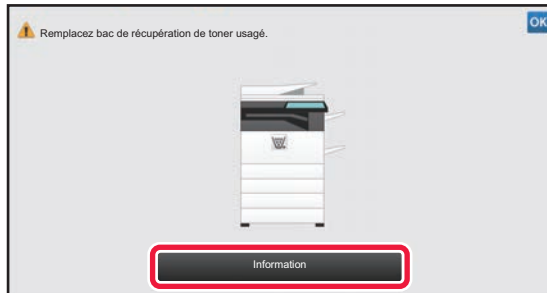 Remplacez bac de récupération de toner usagé.
OK
Information